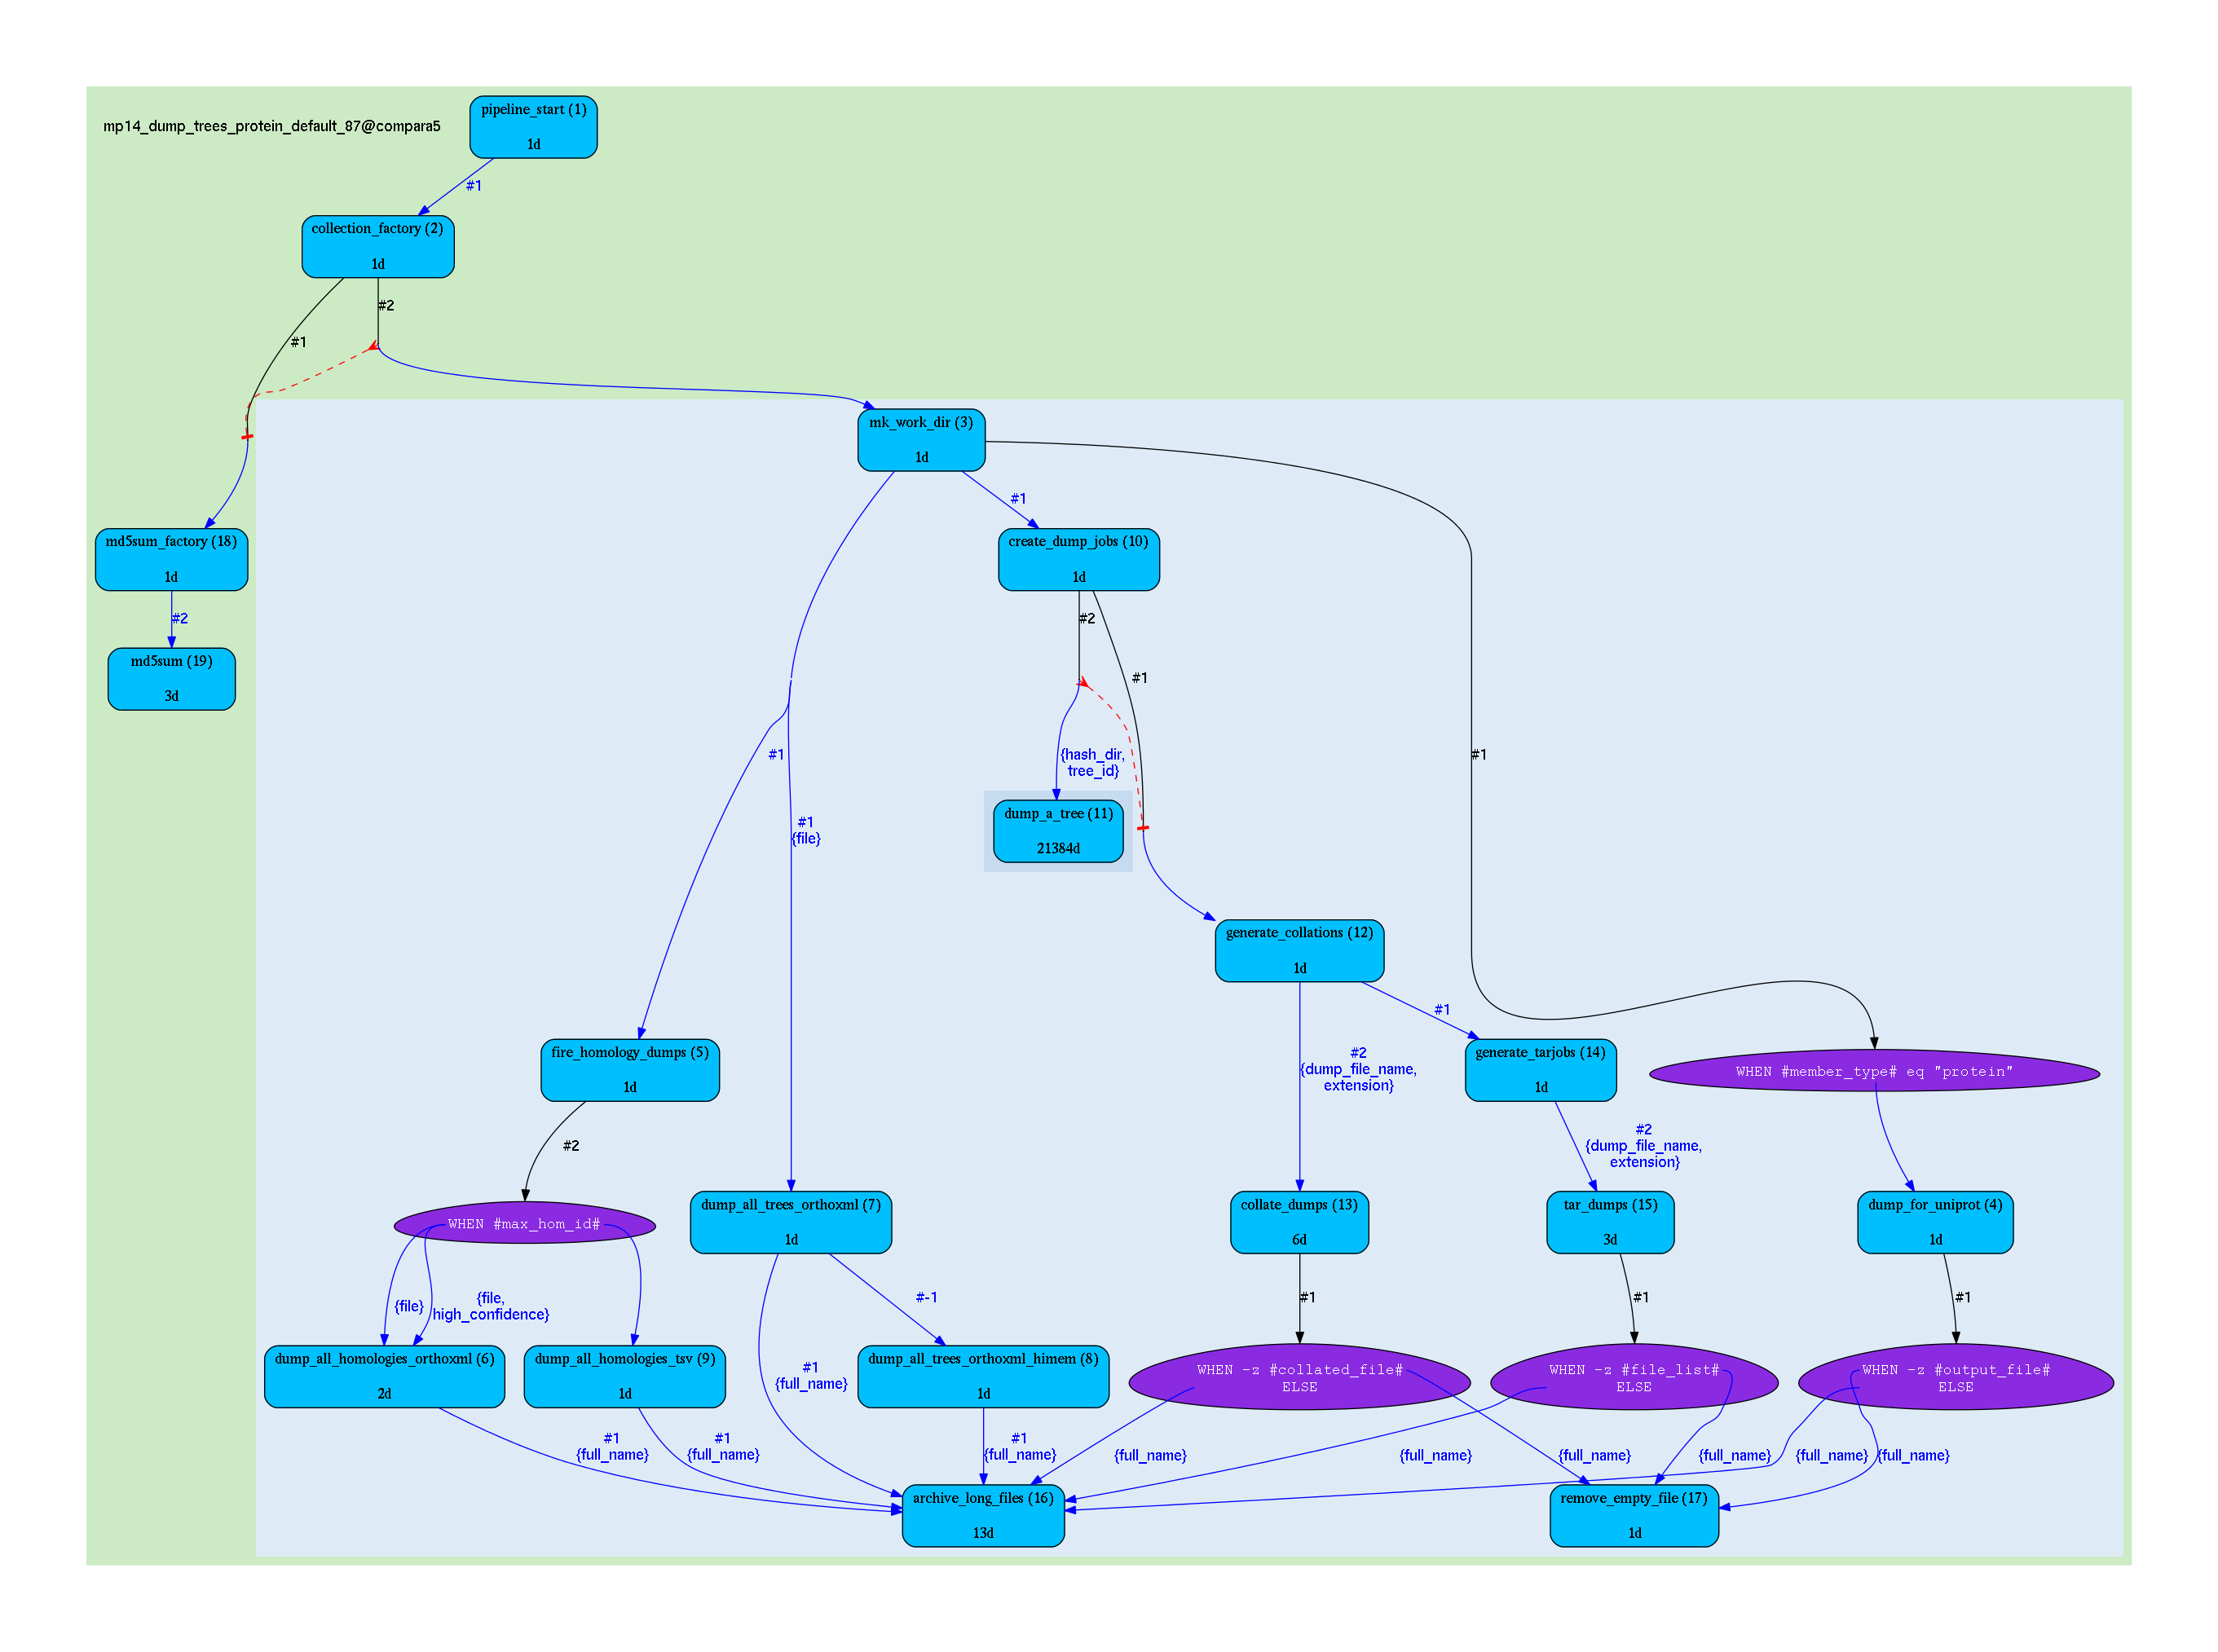 pipeline_start (1)
1d
mp14_dump_trees_protein_default_87@compara5
#1
collection_factory (2)
1d
#2
#1
mk_work_dir (3)
1d
#1
md5sum_factory (18)
1d
create_dump_jobs (10)
1d
#2
#2
md5sum (19)
3d
#1
#1
{hash_dir,
tree_id}
#1
dump_a_tree (11)
21384d
#1
{file}
generate_collations (12)
1d
#1
fire_homology_dumps (5)
1d
#2
{dump_file_name,
extension}
generate_tarjobs (14)
1d
WHEN #member_type# eq "protein"
#2
#2
{dump_file_name,
extension}
WHEN #max_hom_id#
dump_all_trees_orthoxml (7)
1d
collate_dumps (13)
6d
tar_dumps (15)
3d
dump_for_uniprot (4)
1d
{file}
{file,
high_confidence}
#-1
#1
#1
#1
dump_all_homologies_orthoxml (6)
2d
dump_all_homologies_tsv (9)
1d
#1
{full_name}
dump_all_trees_orthoxml_himem (8)
1d
WHEN -z #collated_file#
ELSE
WHEN -z #file_list#
ELSE
WHEN -z #output_file#
ELSE
#1
{full_name}
#1
{full_name}
#1
{full_name}
{full_name}
{full_name}
{full_name}
{full_name}
{full_name}
{full_name}
archive_long_files (16)
13d
remove_empty_file (17)
1d